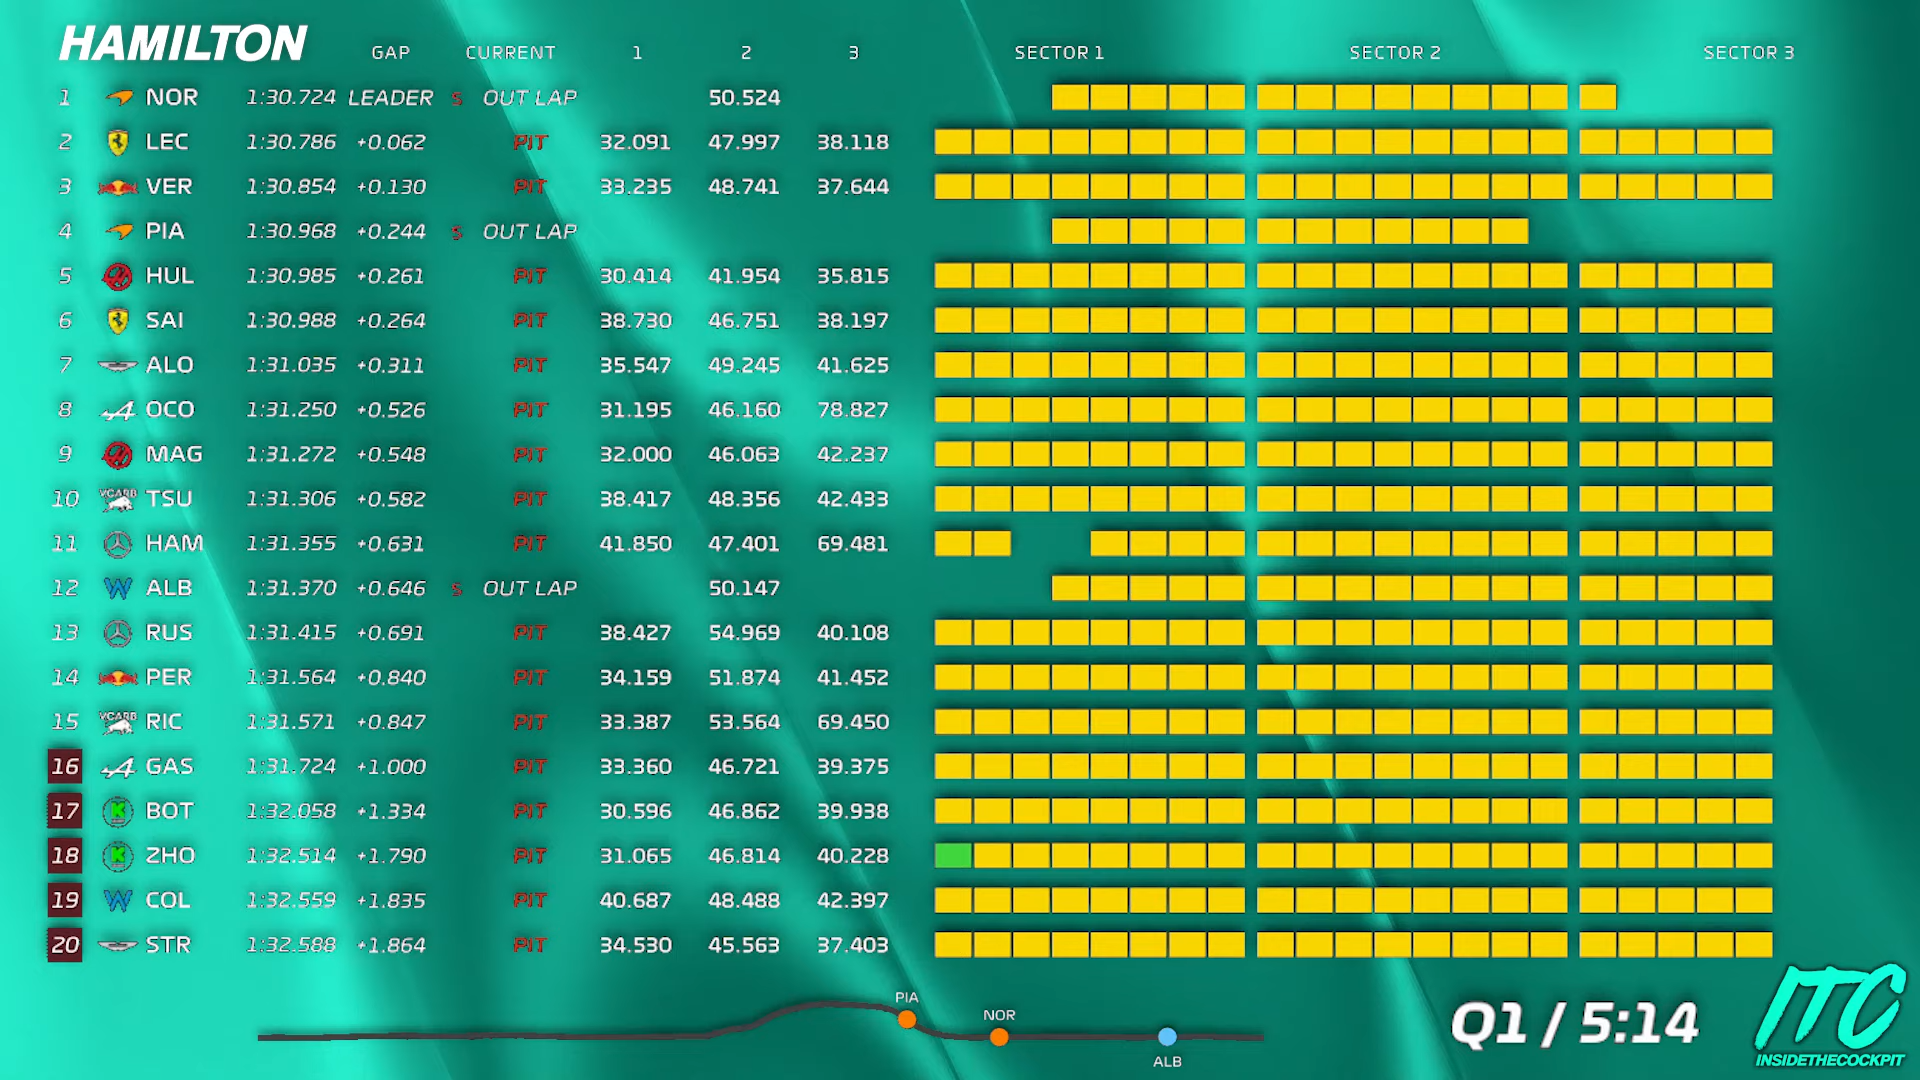 HAMILTON GAP CURRENT 1 2 3 SECTOR 1 SECTOR 2 SECTOR 3
1 NOR 1:30.724 LEADER S OUT LAP 50.524
2 LEC 1:30.786 +0.062 PIT 32.091 47.997 38.118
3 VER 1:30.854 +0.130 PIT 33.235 48.741 37.644
4 PIA 1:30.968 +0.244 S OUT LAP
5 HUL 1:30.985 +0.261 PIT 30.414 41.954 35.815
6 SAI 1:30.988 +0.264 PIT 38.730 46.751 38.197
7 ALO 1:31.035 +0.311 PIT 35.547 49.245 41.625
8 OCO 1:31.250 +0.526 PIT 31.195 46.160 78.827
9 MAG 1:31.272 +0.548 PIT 32.000 46.063 42.237
10 VCARB TSU 1:31.306 +0.582 PIT 38.417 48.356 42.433
11 HAM 1:31.355 +0.631 PIT 41.850 47.401 69.481
12 W ALB 1:31.370 +0.646 S OUT LAP 50.147
13 RUS 1:31.415 +0.691 PIT 38.427 54.969 40.108
14 PER 1:31.564 +0.840 PIT 34.159 51.874 41.452
15 VCARB RIC 1:31.571 +0.847 PIT 33.387 53.564 69.450
16 A GAS 1:31.724 +1.000 PIT 33.360 46.721 39.375
17 K BOT 1:32.058 +1.334 PIT 30.596 46.862 39.938
18 K ZHO 1:32.514 +1.790 PIT 31.065 46.814 40.228
19 W COL 1:32.559 +1.835 PIT 40.687 48.488 42.397
20 STR 1:32.588 +1.864 PIT 34.530 45.563 37.403
PIA
NOR
ALB
Q1 / 5:14
ITC
INSIDETHECOCKPIT